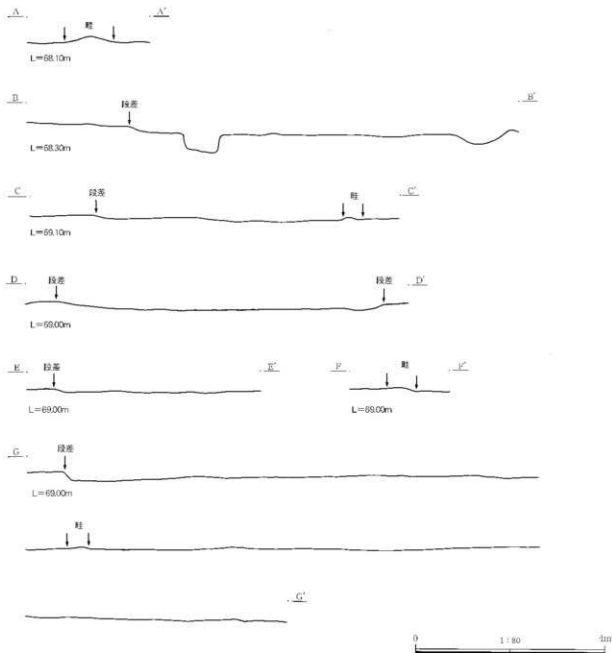 A A′
畦
L=68.10m
B B′
段差
L=68.30m
C C′
段差 畦
L=69.10m
D D′
段差 段差
L=69.00m
E E′ F F′
段差 畦
L=69.00m L=69.00m
G
段差
L=69.00m
畦
G′
0 1:80 4m